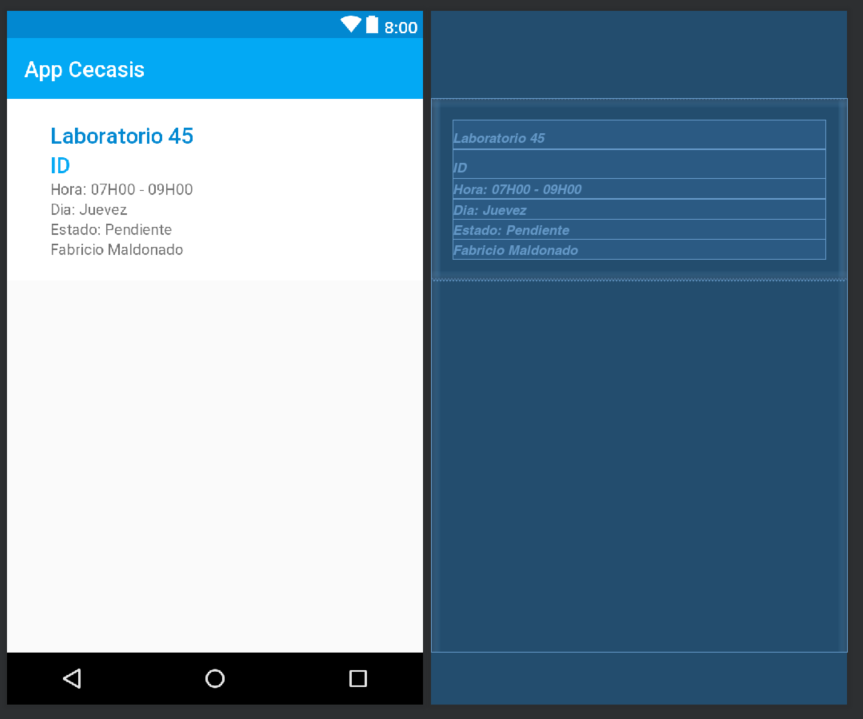 8:00
App Cecasis
Laboratorio 45
ID
Hora: 07H00 - 09H00
Dia: Juevez
Estado: Pendiente
Fabricio Maldonado
Laboratorio 45
ID
Hora: 07H00 - 09H00
Dia: Juevez
Estado: Pendiente
Fabricio Maldonado